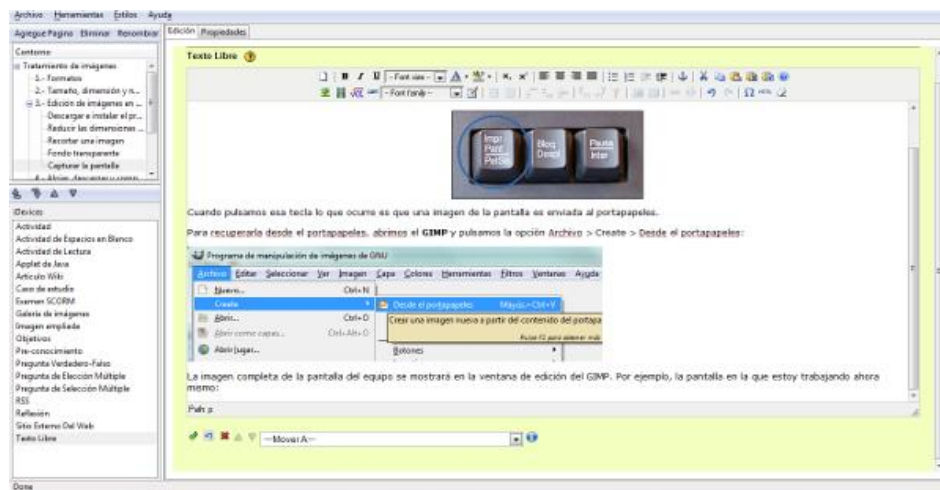 Archivo Herramientas Estilos Ayuda
Agregue Pagina Eliminar Renombrar
Contorno
Tratamiento de imágenes
1.- Formatos
2.- Tamaño, dimensión y n...
3.- Edición de imágenes en ...
Descargar e instalar el pr...
Reducir las dimensiones ...
Recortar una imagen
Fondo transparente
Capturar la pantalla
iDevices
Actividad
Actividad de Espacios en Blanco
Actividad de Lectura
Applet de Java
Artículo Wiki
Caso de estudio
Examen SCORM
Galería de imágenes
Imagen ampliada
Objetivos
Pre-conocimiento
Pregunta Verdadero-Falso
Pregunta de Elección Múltiple
Pregunta de Selección Múltiple
RSS
Reflexión
Sitio Externo Del Web
Texto Libre
Done
Edición Propiedades
Texto Libre
B I U -- Font size --
-- Font family --
Impr Pant PetSis
Bloq Despl
Pausa Inter
Cuando pulsamos esa tecla lo que ocurre es que una imagen de la pantalla es enviada al portapapeles.
Para recuperarla desde el portapapeles, abrimos el GIMP y pulsamos la opción Archivo > Create > Desde el portapapeles:
Programa de manipulación de imágenes de GNU
Archivo Editar Seleccionar Ver Imagen Capa Colores Herramientas Filtros Ventanas Ayuda
Nuevo... Ctrl+N
Create Desde el portapapeles Mayús.+Ctrl+V
Abrir... Ctrl+O Crear una imagen nueva a partir del contenido del portapa
Abrir como capas... Ctrl+Alt+O Pulse F1 para obtener más
Abrir lugar... Botones
La imagen completa de la pantalla del equipo se mostrará en la ventana de edición del GIMP. Por ejemplo, la pantalla en la que estoy trabajando ahora
mismo:
Path: p
---Mover A---